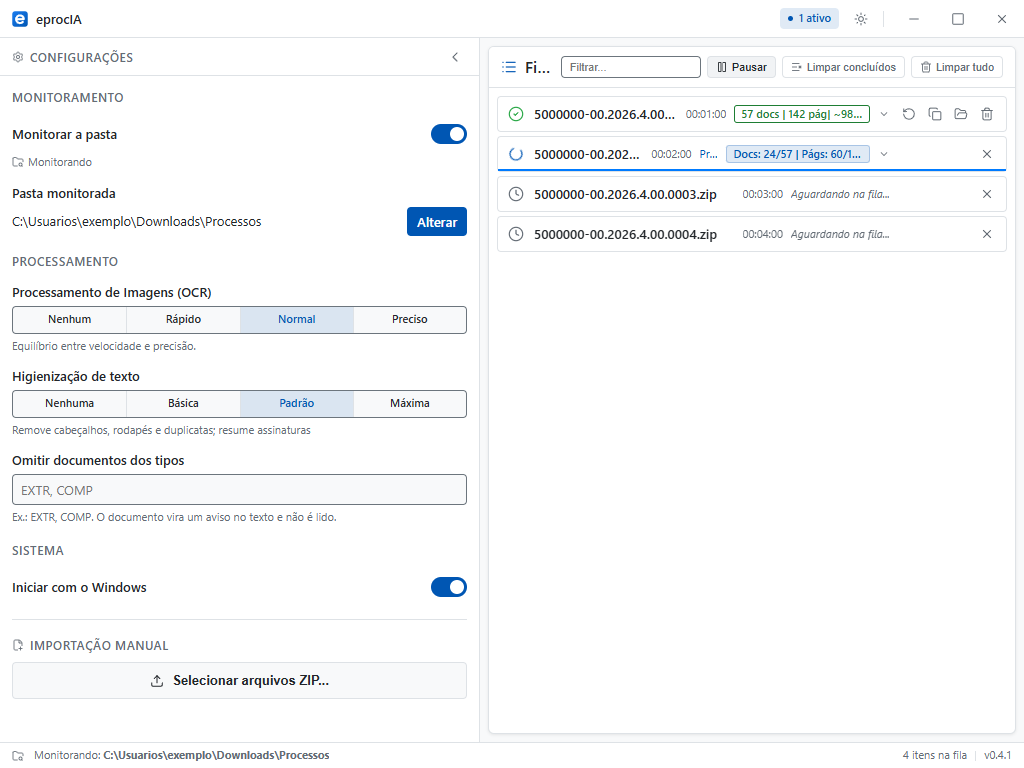 eprocIA
1 ativo
CONFIGURAÇÕES
MONITORAMENTO
Monitorar a pasta
Monitorando
Pasta monitorada
C:\Usuarios\exemplo\Downloads\Processos
Alterar
PROCESSAMENTO
Processamento de Imagens (OCR)
Nenhum Rápido Normal Preciso
Equilíbrio entre velocidade e precisão.
Higienização de texto
Nenhuma Básica Padrão Máxima
Remove cabeçalhos, rodapés e duplicatas; resume assinaturas
Omitir documentos dos tipos
EXTR, COMP
Ex.: EXTR, COMP. O documento vira um aviso no texto e não é lido.
SISTEMA
Iniciar com o Windows
IMPORTAÇÃO MANUAL
Selecionar arquivos ZIP...
Fi... Filtrar... Pausar Limpar concluídos Limpar tudo
5000000-00.2026.4.00... 00:01:00 57 docs | 142 pág| ~98...
5000000-00.202... 00:02:00 Pr... Docs: 24/57 | Págs: 60/1...
5000000-00.2026.4.00.0003.zip 00:03:00 Aguardando na fila...
5000000-00.2026.4.00.0004.zip 00:04:00 Aguardando na fila...
Monitorando: C:\Usuarios\exemplo\Downloads\Processos
4 itens na fila v0.4.1